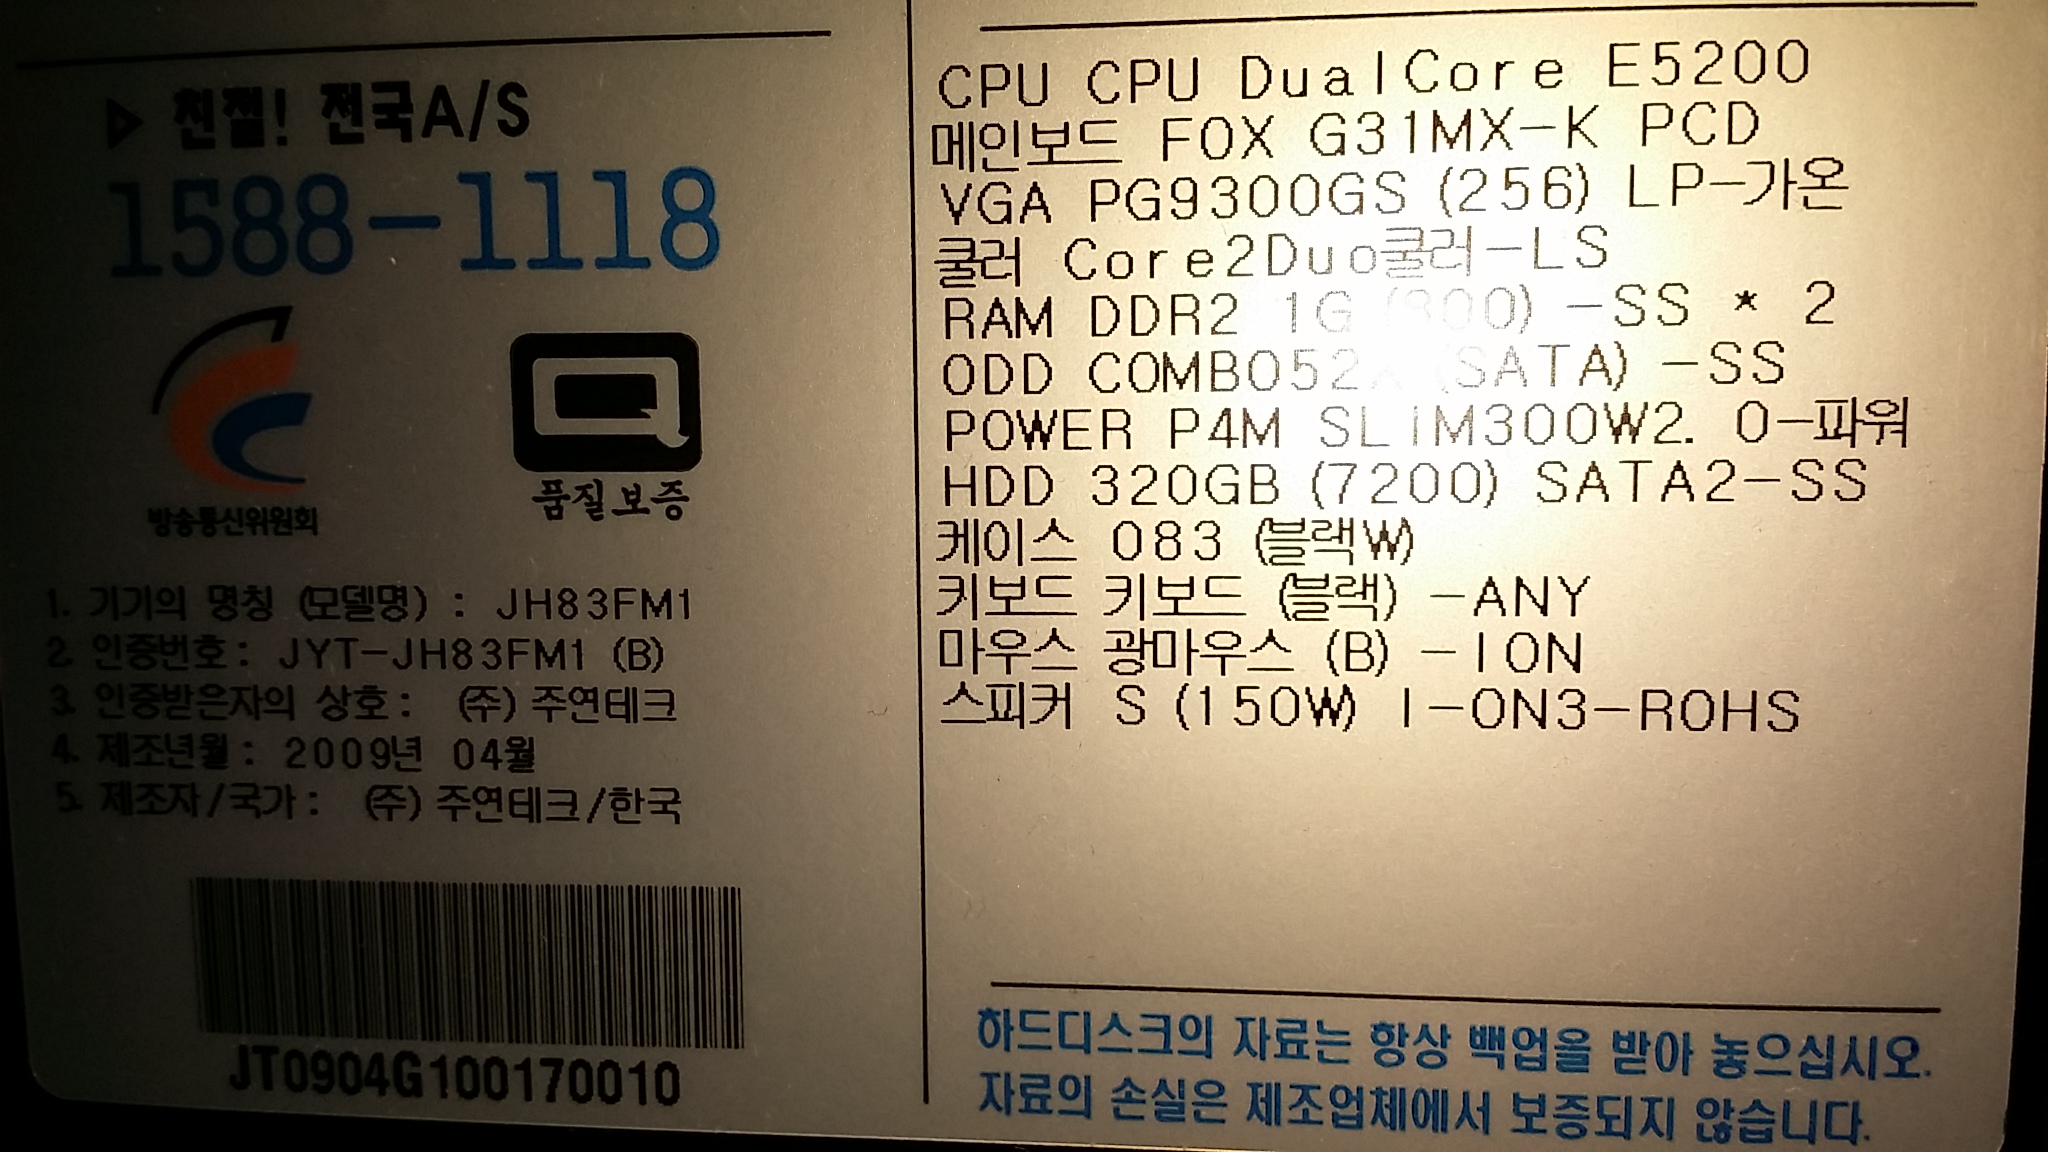 ▷ 친절! 전국A/S
1588-1118
방송통신위원회
품질보증
1. 기기의 명칭 (모델명) : JH83FM1
2. 인증번호 : JYT-JH83FM1 (B)
3. 인증받은자의 상호 : (주) 주연테크
4. 제조년월 : 2009년 04월
5. 제조자/국가 : (주) 주연테크/한국
JT0904G100170010
CPU CPU DualCore E5200
메인보드 FOX G31MX-K PCD
VGA PG9300GS (256) LP-가온
쿨러 Core2Duo쿨러-LS
RAM DDR2 1G (800) -SS * 2
ODD COMBO52X (SATA) -SS
POWER P4M SLIM300W2. 0-파워
HDD 320GB (7200) SATA2-SS
케이스 083 (블랙W)
키보드 키보드 (블랙) -ANY
마우스 광마우스 (B) -ION
스피커 S (150W) I-ON3-ROHS
하드디스크의 자료는 항상 백업을 받아 놓으십시오.
자료의 손실은 제조업체에서 보증되지 않습니다.